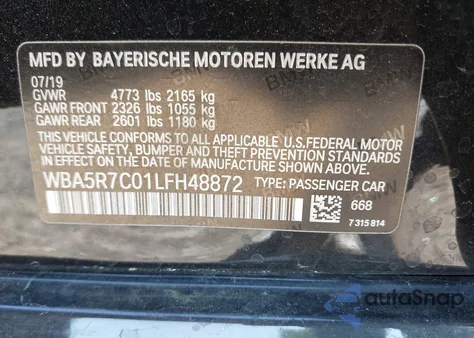 MFD BY BAYERISCHE MOTOREN WERKE AG
07/19
GVWR 4773 lbs 2165 kg
GAWR FRONT 2326 lbs 1055 kg
GAWR REAR 2601 lbs 1180 kg
THIS VEHICLE CONFORMS TO ALL APPLICABLE U.S.FEDERAL MOTOR
VEHICLE SAFETY, BUMPER AND THEFT PREVENTION STANDARDS
IN EFFECT ON THE DATE OF MANUFACTURE SHOWN ABOVE.
WBA5R7C01LFH48872 TYPE: PASSENGER CAR
668
7 315 814
autoSnap